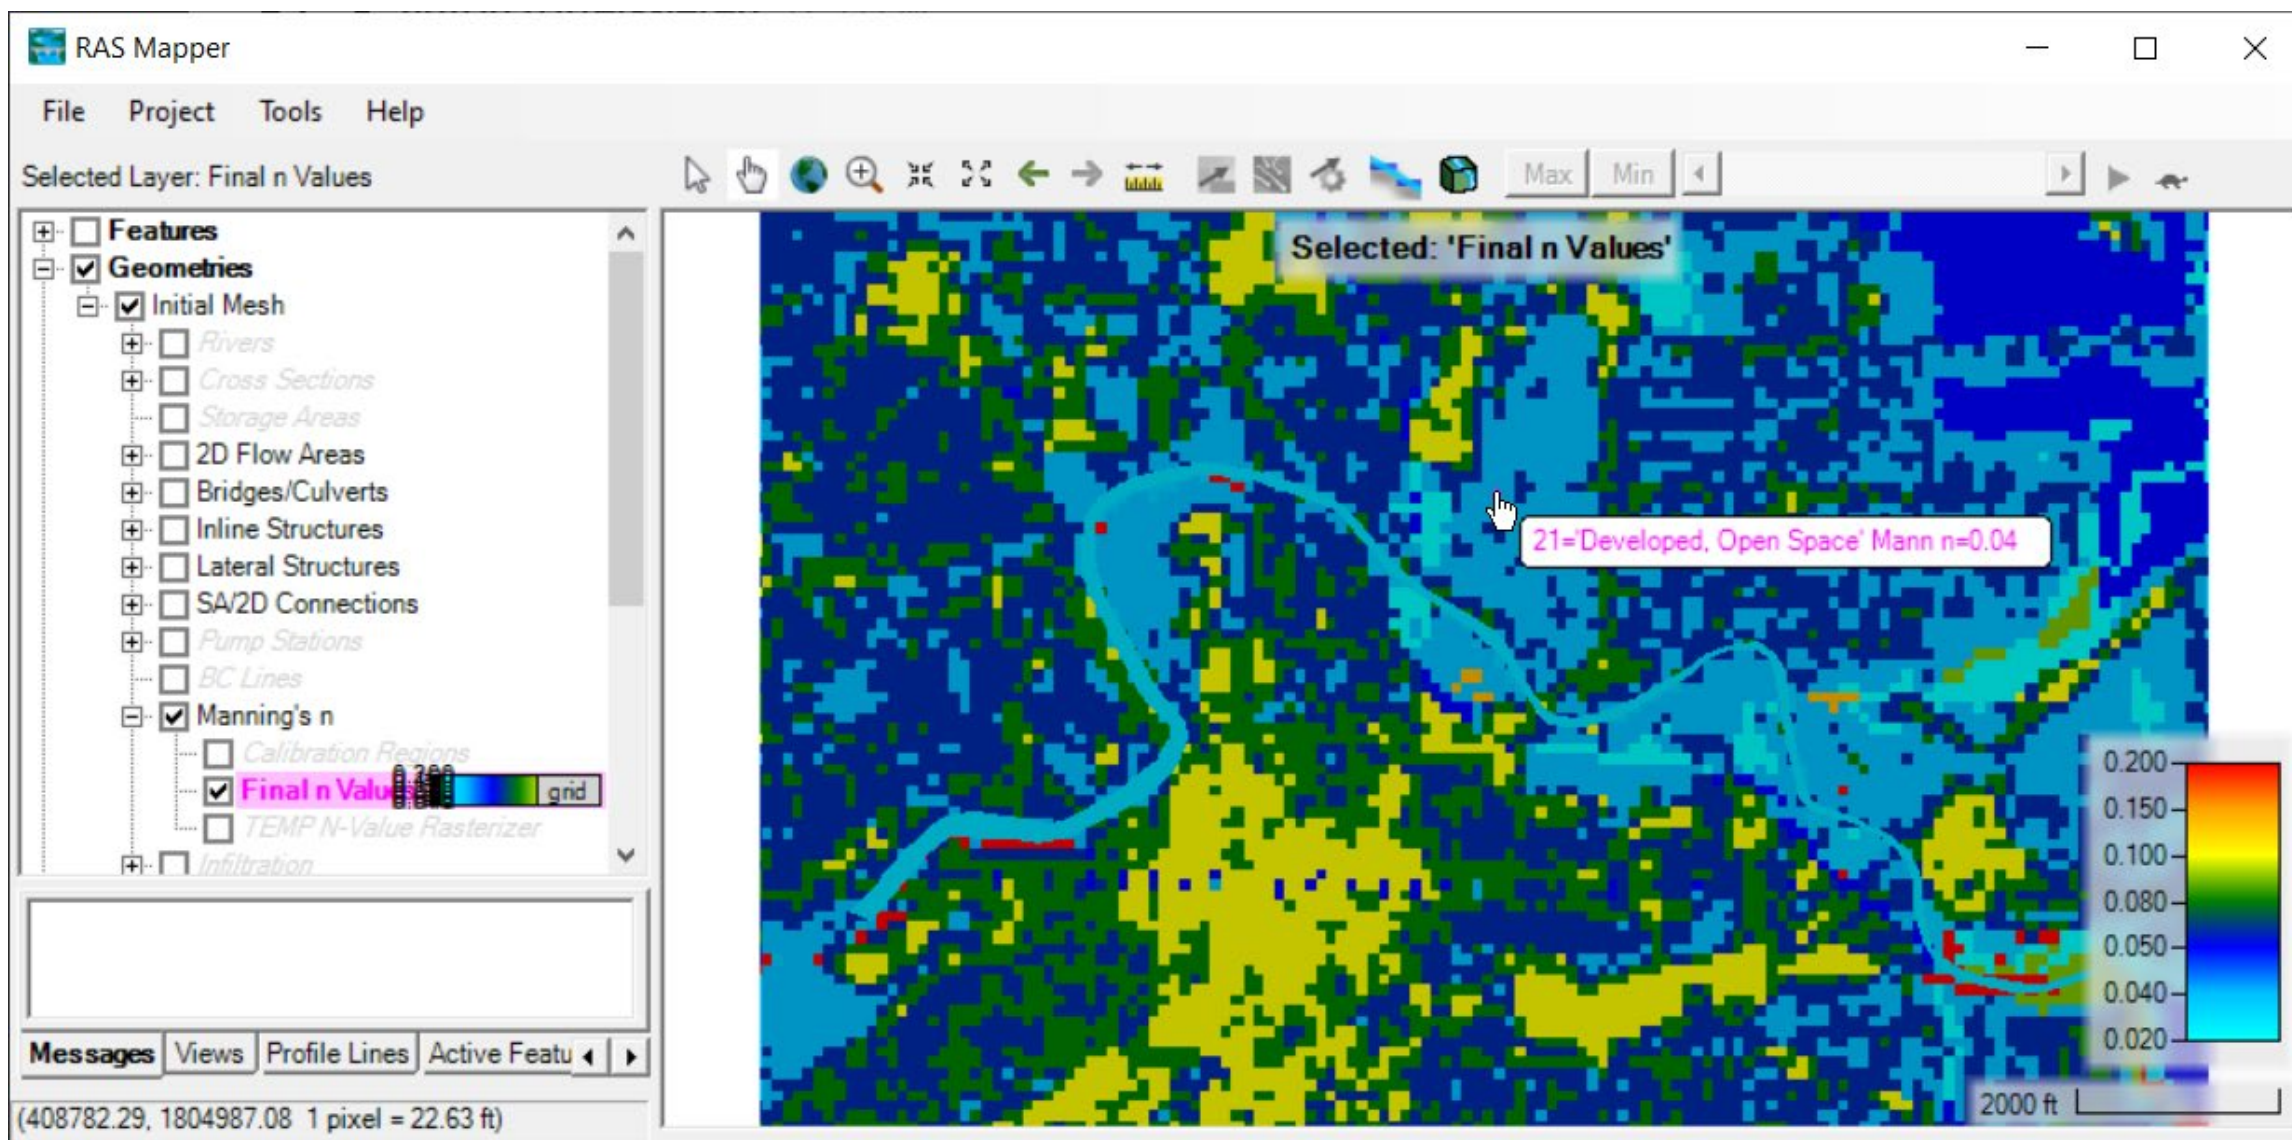 RAS Mapper
File Project Tools Help
Selected Layer: Final n Values
Max Min
Features
Geometries
Initial Mesh
Rivers
Cross Sections
Storage Areas
2D Flow Areas
Bridges/Culverts
Inline Structures
Lateral Structures
SA/2D Connections
Pump Stations
BC Lines
Manning's n
Calibration Regions
Final n Values grid
TEMP N-Value Rasterizer
Infiltration
Messages Views Profile Lines Active Featu
(408782.29, 1804987.08 1 pixel = 22.63 ft)
Selected: 'Final n Values'
21='Developed, Open Space' Mann n=0.04
0.200
0.150
0.100
0.080
0.050
0.040
0.020
2000 ft